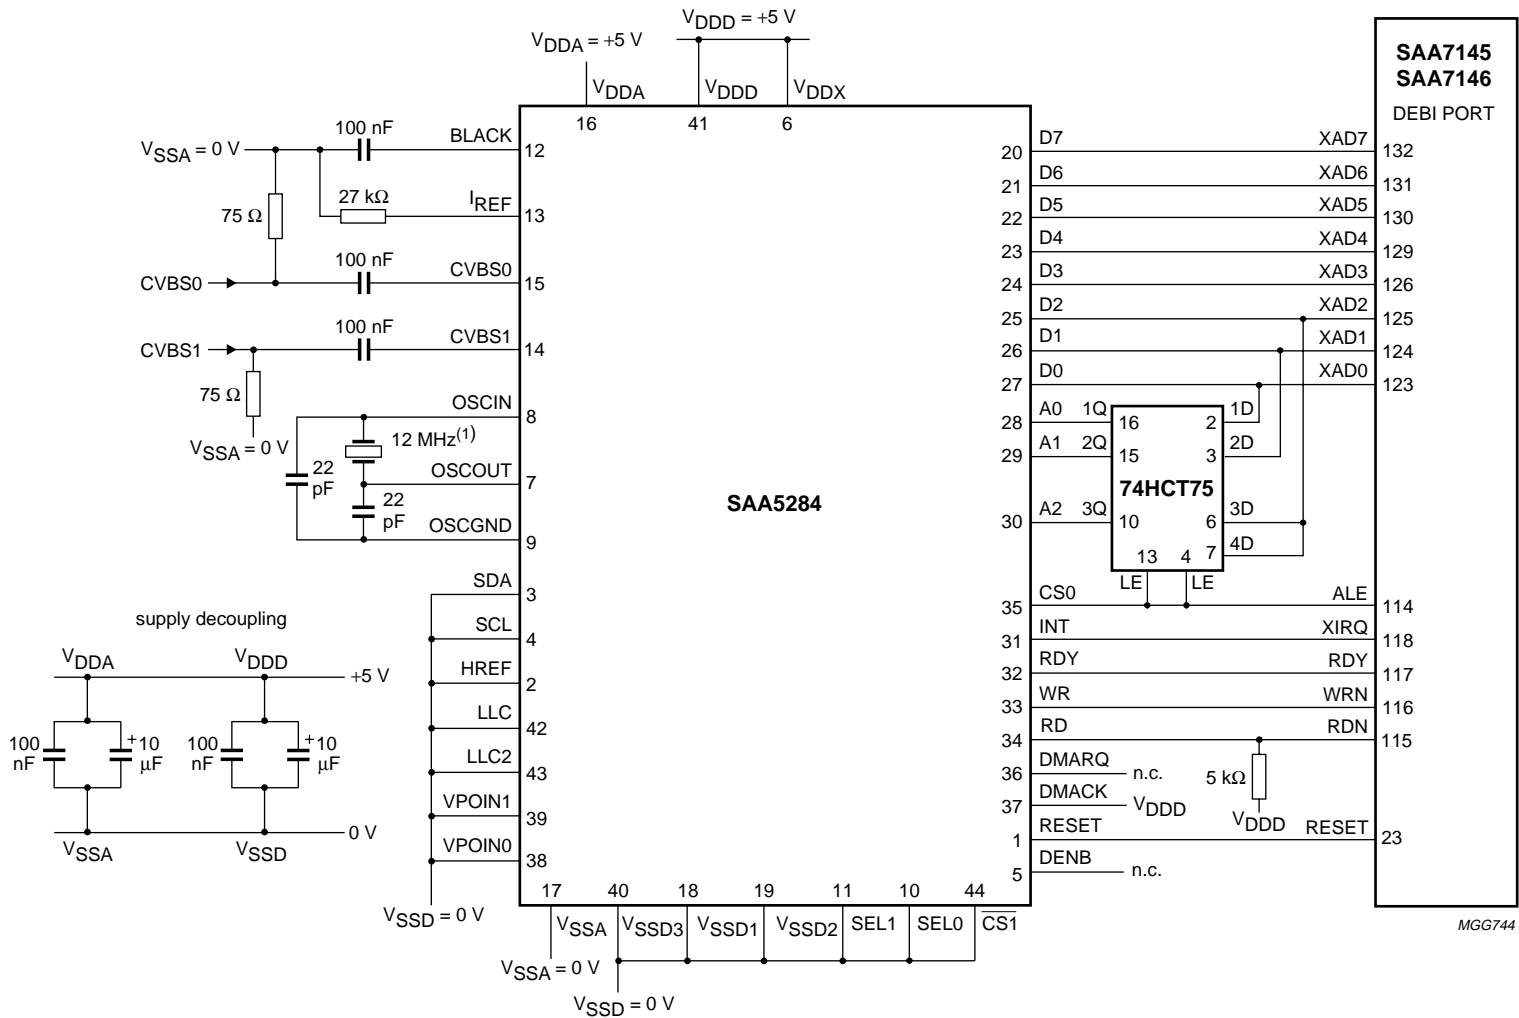 VDDD = +5 V
VDDA = +5 V
VDDA
VDDD
VDDX
16
41
6
SAA7145
SAA7146
DEBI PORT
VSSA = 0 V
100 nF
BLACK
12
75 Ω
27 kΩ
IREF
13
CVBS0
100 nF
CVBS0
15
CVBS1
100 nF
CVBS1
14
75 Ω
VSSA = 0 V
OSCIN
8
12 MHz(1)
22
pF
OSCOUT
7
22
pF
OSCGND
9
SAA5284
SDA
3
SCL
4
HREF
2
LLC
42
LLC2
43
VPOIN1
39
VPOIN0
38
VSSD = 0 V
supply decoupling
VDDA
VDDD
+5 V
100
nF
+10
μF
100
nF
+10
μF
VSSA
VSSD
0 V
17
40
18
19
11
10
44
VSSA
VSSD3
VSSD1
VSSD2
SEL1
SEL0
CS1
VSSA = 0 V
VSSD = 0 V
20
D7
XAD7
132
21
D6
XAD6
131
22
D5
XAD5
130
23
D4
XAD4
129
24
D3
XAD3
126
25
D2
XAD2
125
26
D1
XAD1
124
27
D0
XAD0
123
28
A0
1Q
16
2
1D
29
A1
2Q
15
3
2D
74HCT75
30
A2
3Q
10
6
3D
7
4D
13
4
LE
LE
35
CS0
ALE
114
31
INT
XIRQ
118
32
RDY
RDY
117
33
WR
WRN
116
34
RD
RDN
115
36
DMARQ
n.c.
37
DMACK
VDDD
5 kΩ
VDDD
1
RESET
RESET
23
5
DENB
n.c.
MGG744